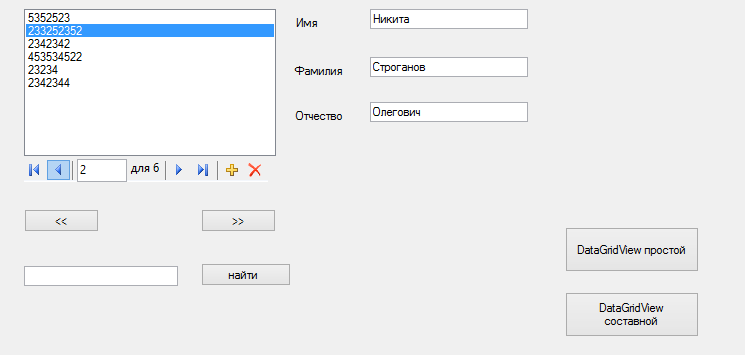 5352523
233252352
2342342
453534522
23234
2342344
2 для 6
Имя
Никита
Фамилия
Строганов
Отчество
Олегович
<< >>
найти
DataGridView простой
DataGridView
составной